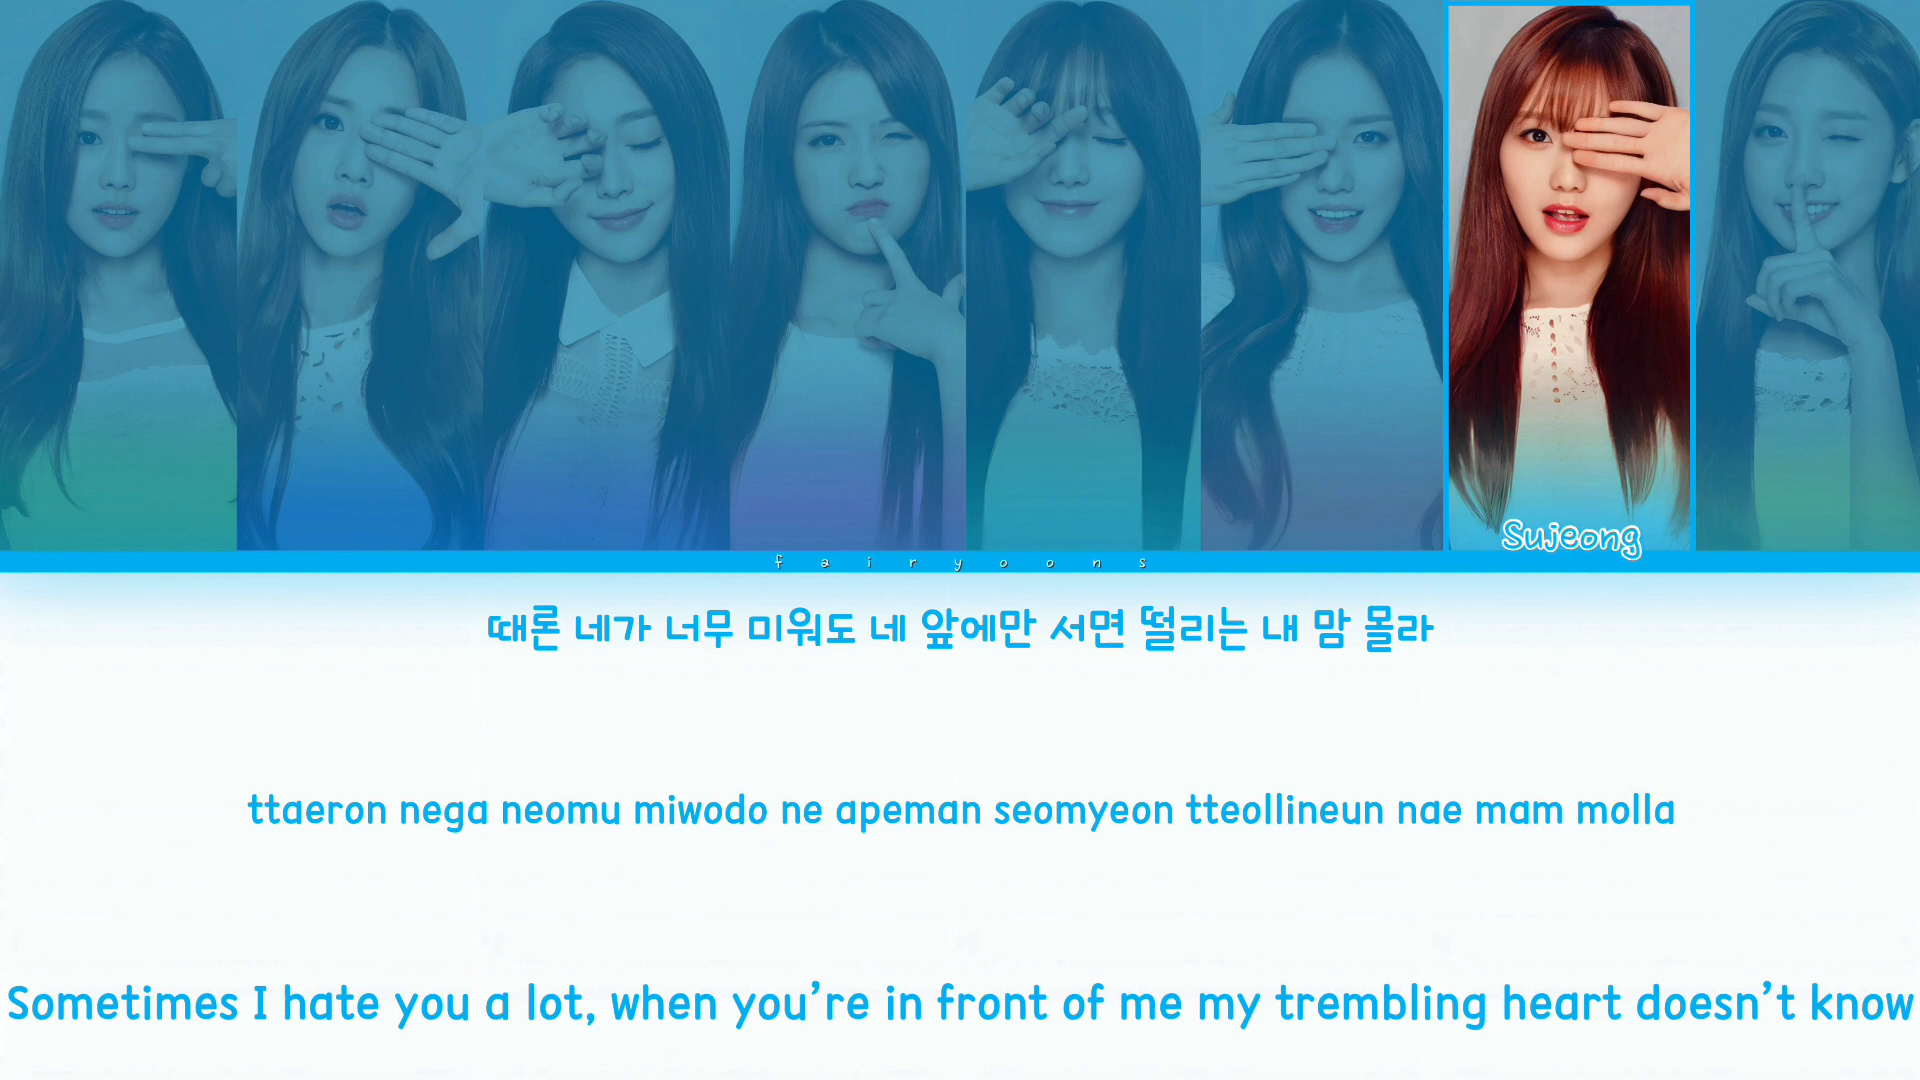 Sujeong
fairyoons
때론 네가 너무 미워도 네 앞에만 서면 떨리는 내 맘 몰라
ttaeron nega neomu miwodo ne apeman seomyeon tteollineun nae mam molla
Sometimes I hate you a lot, when you’re in front of me my trembling heart doesn’t know